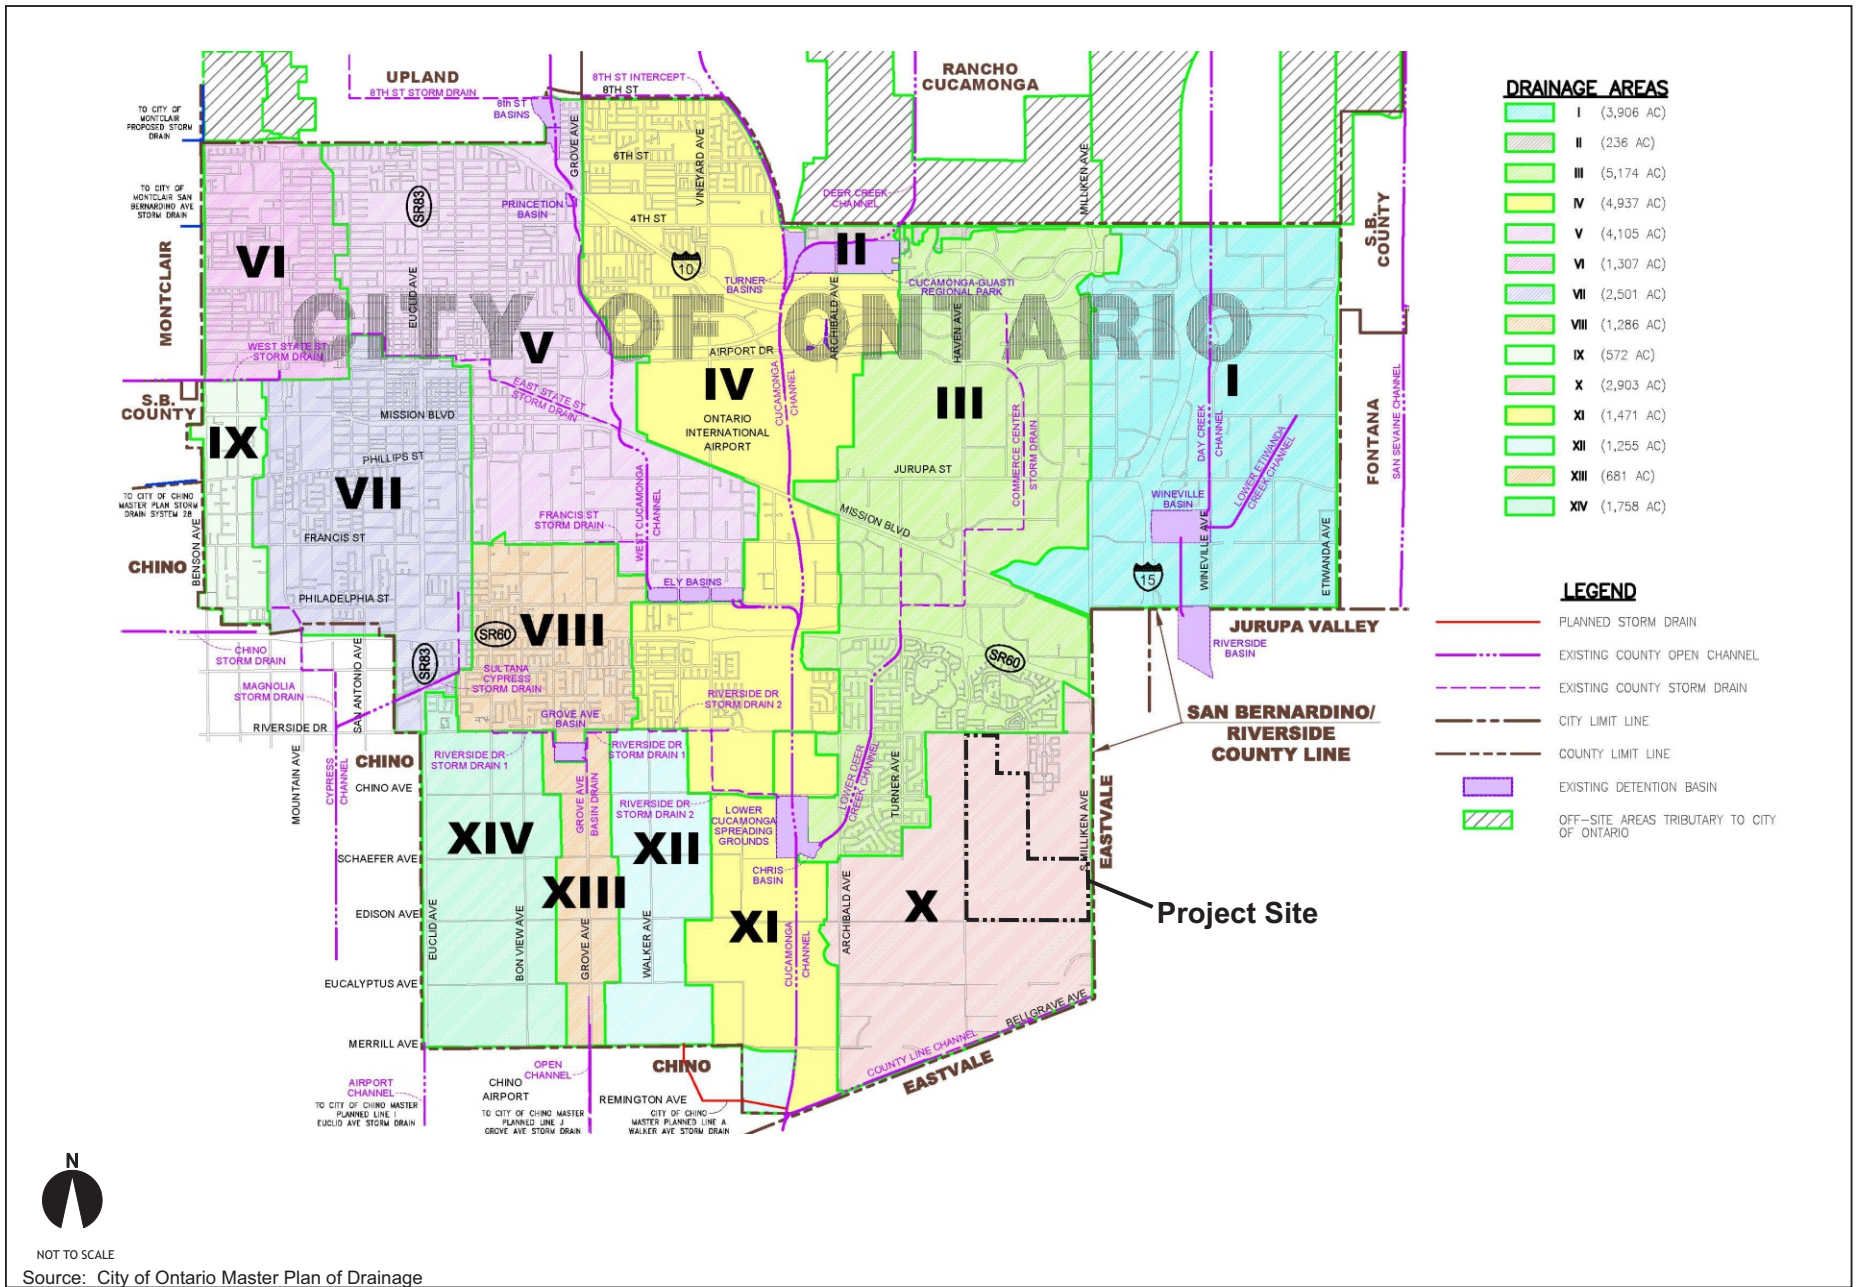 UPLAND
8TH ST STORM DRAIN
8TH ST INTERCEPT
8TH ST
8th ST
BASINS
RANCHO
CUCAMONGA
TO CITY OF
MONTCLAIR
PROPOSED STORM
DRAIN
TO CITY OF
MONTCLAIR SAN
BERNARDINO AVE
STORM DRAIN
GROVE AVE
6TH ST
VINEYARD AVE
4TH ST
SR83
PRINCETION
BASIN
DEER CREEK
CHANNEL
MILLIKEN AVE
S.B.
COUNTY
MONTCLAIR
VI
EUCLID AVE
10
TURNER
BASINS
II
ARCHIBALD AVE
CUCAMONGA-GUASTI
REGIONAL PARK
HAVEN AVE
CITY OF ONTARIO
WEST STATE ST
STORM DRAIN
V
AIRPORT DR
IV
CUCAMONGA
CHANNEL
III
I
S.B.
COUNTY
EAST STATE ST
STORM DRAIN
MISSION BLVD
ONTARIO
INTERNATIONAL
AIRPORT
COMMERCE CENTER
STORM DRAIN
DAY CREEK
CHANNEL
LOWER ETIWANDA
CREEK CHANNEL
FONTANA
SAN SEVAINE CHANNEL
IX
PHILLIPS ST
VII
JURUPA ST
TO CITY OF CHINO
MASTER PLAN STORM
DRAIN SYSTEM 28
BENSON AVE
FRANCIS ST
FRANCIS ST
STORM DRAIN
WEST CUCAMONGA
CHANNEL
MISSION BLVD
WINEVILLE
BASIN
WINEVILLE AVE
ETIWANDA AVE
CHINO
PHILADELPHIA ST
ELY BASINS
15
VIII
SR60
SR60
SR83
JURUPA VALLEY
RIVERSIDE
BASIN
CHINO
STORM DRAIN
SAN ANTONIO AVE
SULTANA
CYPRESS
STORM DRAIN
MAGNOLIA
STORM DRAIN
RIVERSIDE DR
RIVERSIDE DR
STORM DRAIN 2
GROVE AVE
BASIN
SAN BERNARDINO/
RIVERSIDE
COUNTY LINE
MOUNTAIN AVE
CYPRESS
CHANNEL
CHINO
CHINO AVE
RIVERSIDE DR
STORM DRAIN 1
RIVERSIDE DR
STORM DRAIN 1
GROVE AVE
BASIN DRAIN
RIVERSIDE DR
STORM DRAIN 2
LOWER
CUCAMONGA
SPREADING
GROUNDS
LOWER DEER
CREEK CHANNEL
TURNER AVE
S MILLIKEN AVE
EASTVALE
XIV
XII
SCHAEFER AVE
CHRIS
BASIN
XIII
X
Project Site
EDISON AVE
EUCLID AVE
BON VIEW AVE
GROVE AVE
WALKER AVE
XI
CUCAMONGA
CHANNEL
ARCHIBALD AVE
EUCALYPTUS AVE
BELLGRAVE AVE
COUNTY LINE CHANNEL
EASTVALE
MERRILL AVE
AIRPORT
CHANNEL
TO CITY OF CHINO MASTER
PLANNED LINE I
EUCLID AVE STORM DRAIN
OPEN
CHANNEL
CHINO
AIRPORT
TO CITY OF CHINO MASTER
PLANNED LINE J
GROVE AVE STORM DRAIN
CHINO
REMINGTON AVE
CITY OF CHINO
MASTER PLANNED LINE A
WALKER AVE STORM DRAIN
DRAINAGE AREAS
I (3,906 AC)
II (236 AC)
III (5,174 AC)
IV (4,937 AC)
V (4,105 AC)
VI (1,307 AC)
VII (2,501 AC)
VIII (1,286 AC)
IX (572 AC)
X (2,903 AC)
XI (1,471 AC)
XII (1,255 AC)
XIII (681 AC)
XIV (1,758 AC)
LEGEND
PLANNED STORM DRAIN
EXISTING COUNTY OPEN CHANNEL
EXISTING COUNTY STORM DRAIN
CITY LIMIT LINE
COUNTY LIMIT LINE
EXISTING DETENTION BASIN
OFF-SITE AREAS TRIBUTARY TO CITY
OF ONTARIO
N
NOT TO SCALE
Source: City of Ontario Master Plan of Drainage